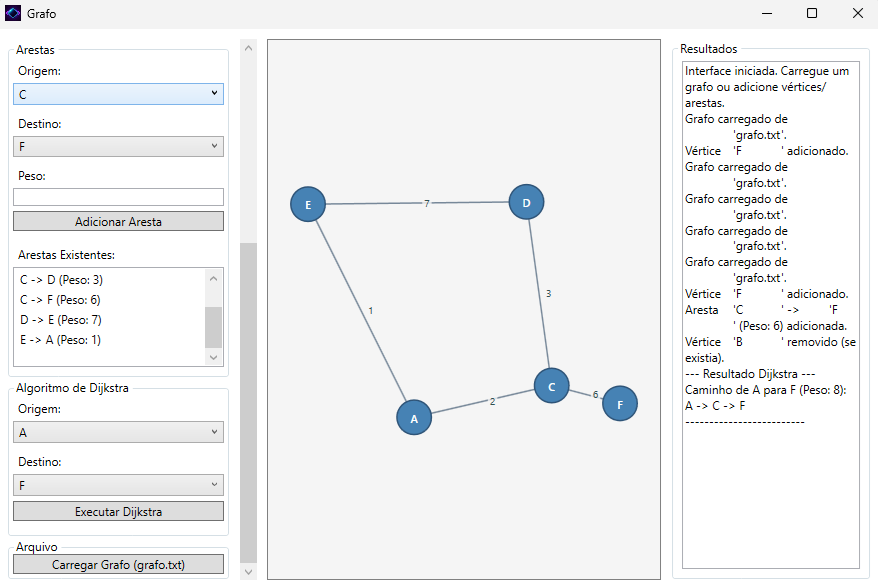 Grafo
Arestas
Origem:
C
Destino:
F
Peso:
Adicionar Aresta
Arestas Existentes:
C -> D (Peso: 3)
C -> F (Peso: 6)
D -> E (Peso: 7)
E -> A (Peso: 1)
Algoritmo de Dijkstra
Origem:
A
Destino:
F
Executar Dijkstra
Arquivo
Carregar Grafo (grafo.txt)
E
7
D
1
3
A
2
C
6
F
Resultados
Interface iniciada. Carregue um
grafo ou adicione vértices/
arestas.
Grafo carregado de
'grafo.txt'.
Vértice 'F ' adicionado.
Grafo carregado de
'grafo.txt'.
Grafo carregado de
'grafo.txt'.
Grafo carregado de
'grafo.txt'.
Grafo carregado de
'grafo.txt'.
Vértice 'F ' adicionado.
Aresta 'C ' -> 'F
' (Peso: 6) adicionada.
Vértice 'B ' removido (se
existia).
--- Resultado Dijkstra ---
Caminho de A para F (Peso: 8):
A -> C -> F
-------------------------